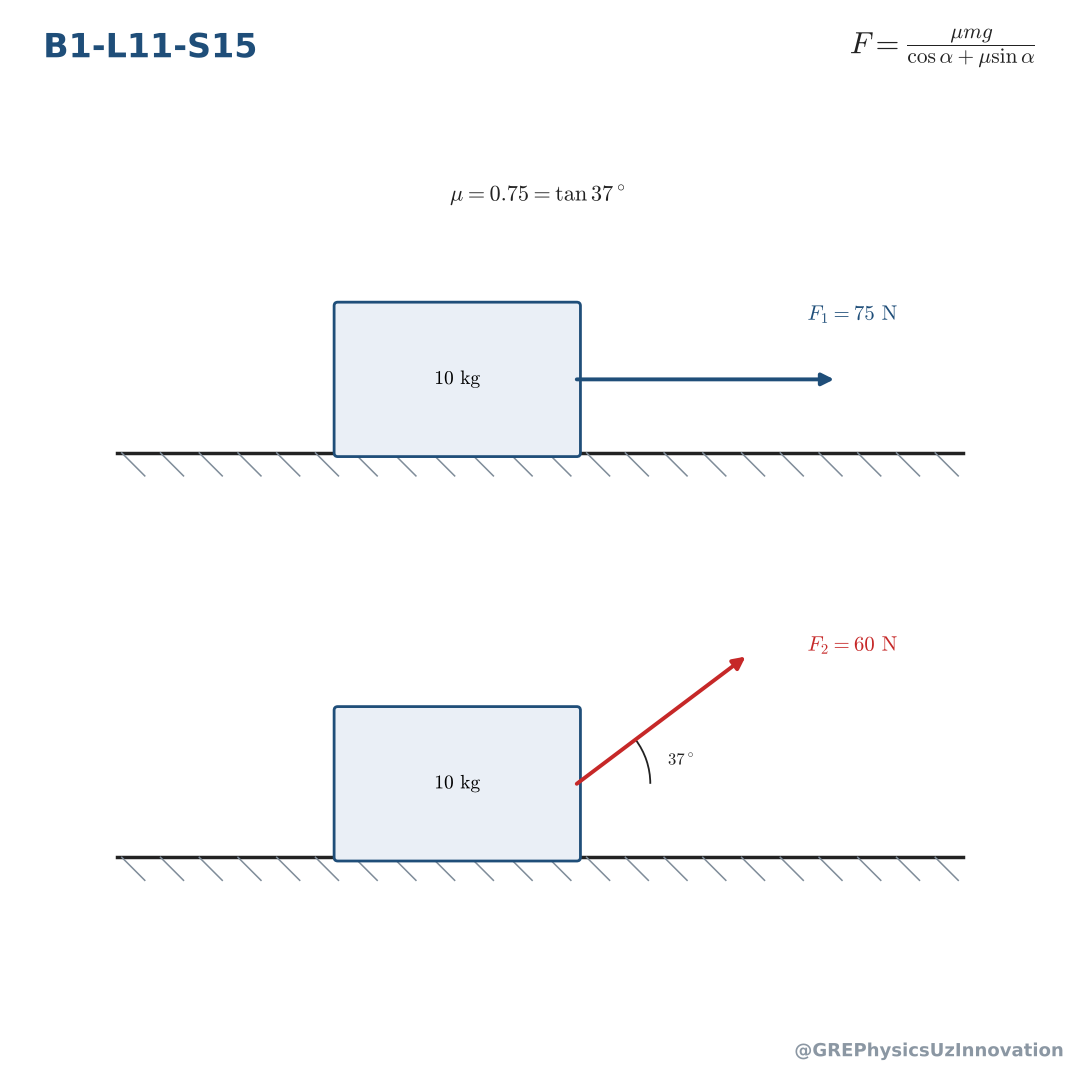 B1-L11-S15
F = μmg / (cos α + μ sin α)
μ = 0.75 = tan 37°
F₁ = 75 N
10 kg
F₂ = 60 N
37°
10 kg
@GREPhysicsUzInnovation